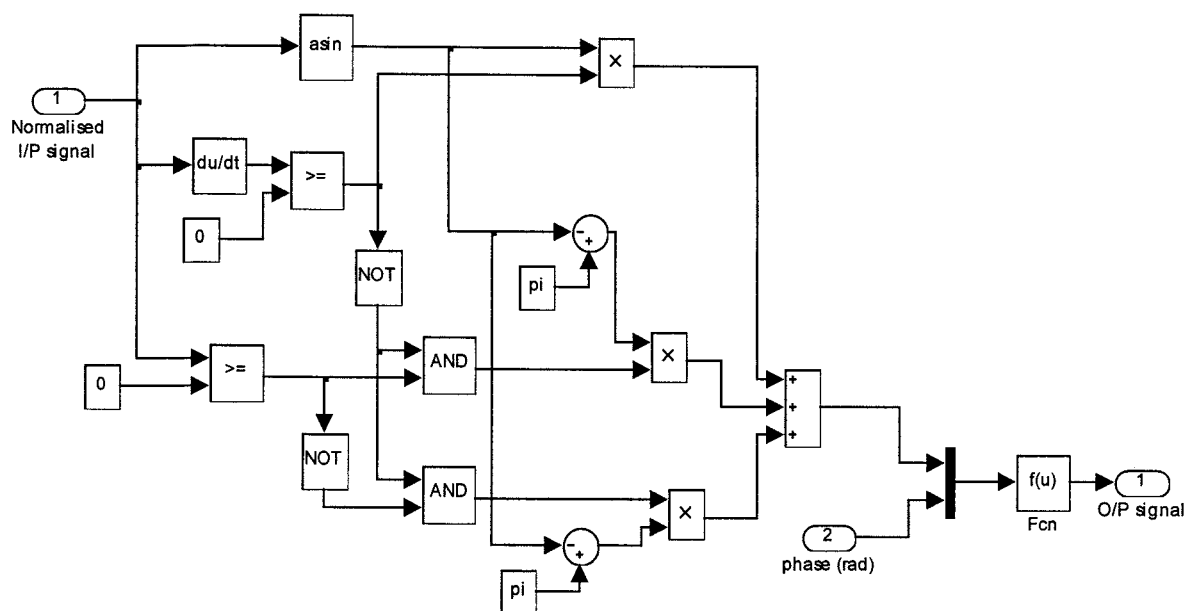 asin
×
1
Normalised
I/P signal
du/dt
>=
0
-
+
pi
NOT
0
>=
AND
×
+
+
+
NOT
AND
×
f(u)
Fcn
1
O/P signal
2
phase (rad)
-
+
pi